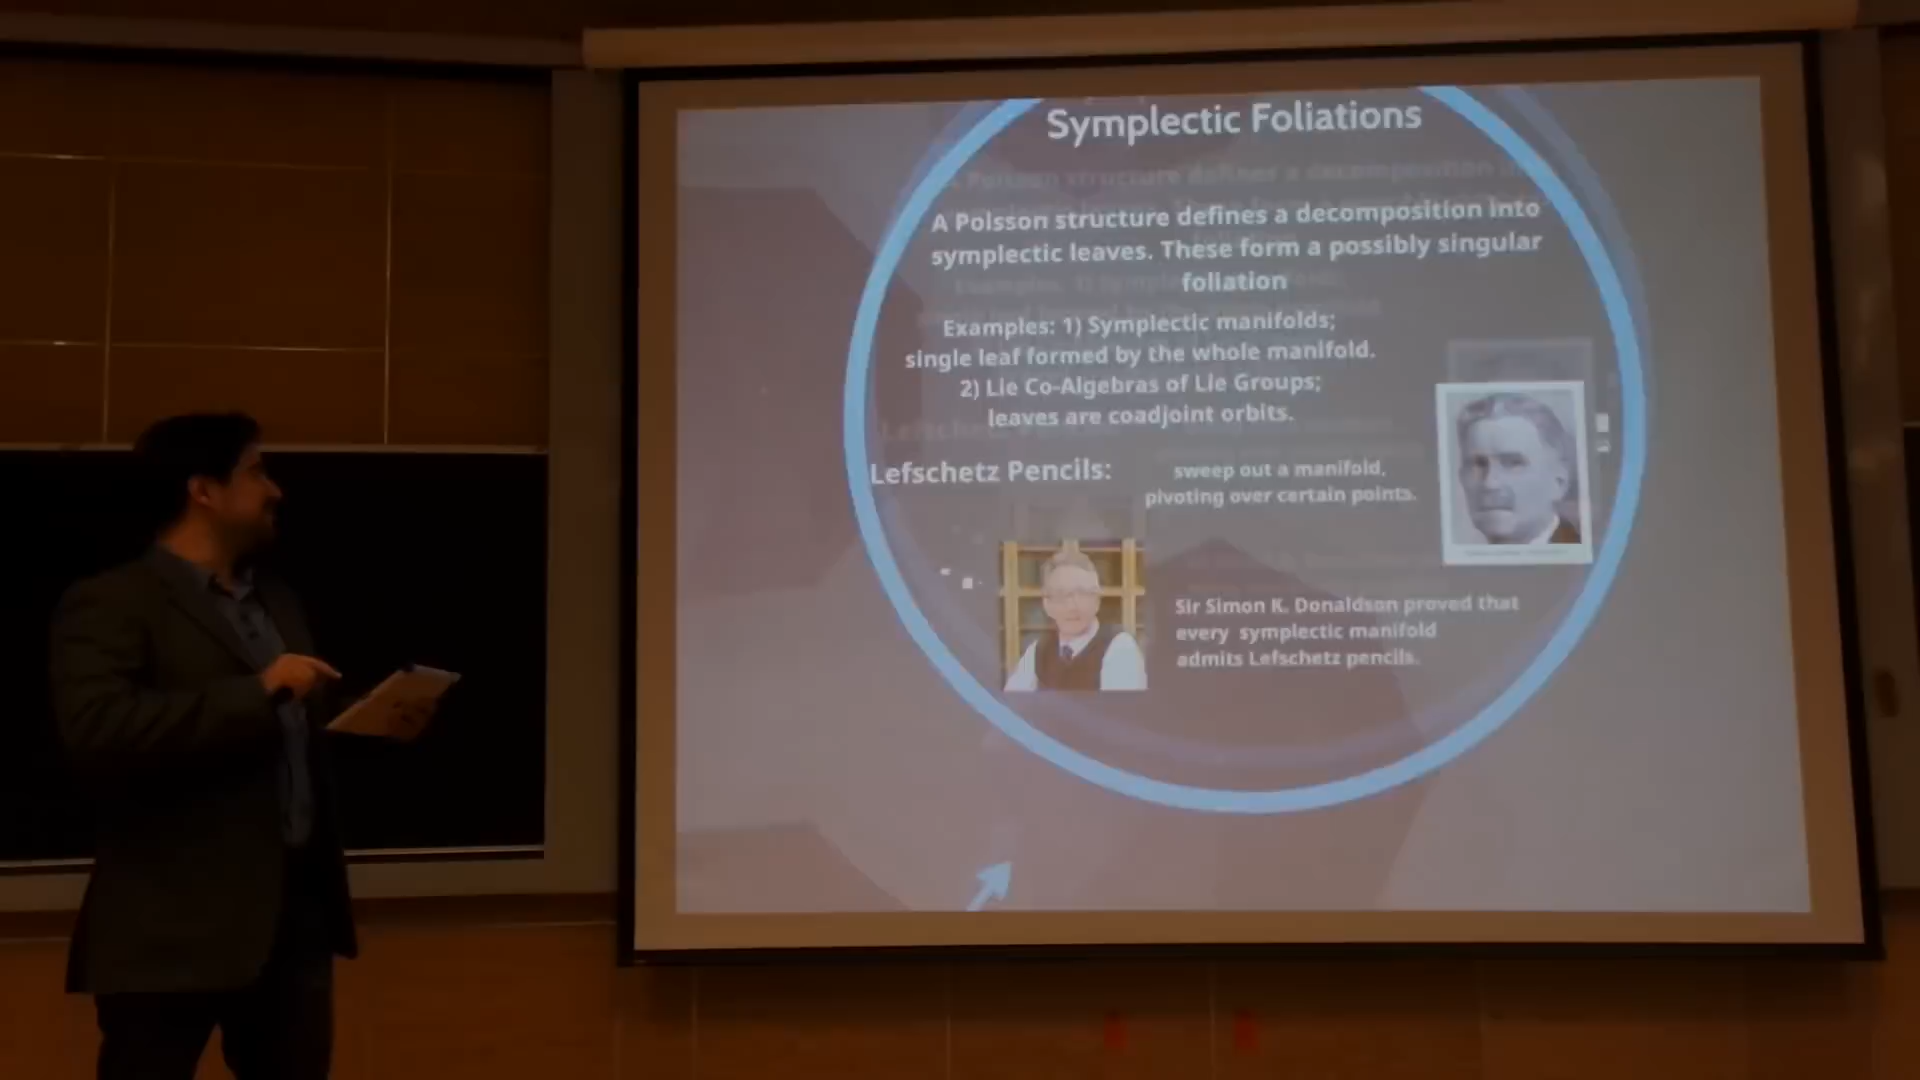 Symplectic Foliations
A Poisson structure defines a decomposition into
symplectic leaves. These form a possibly singular
foliation
Examples: 1) Symplectic manifolds;
single leaf formed by the whole manifold.
2) Lie Co-Algebras of Lie Groups;
leaves are coadjoint orbits.
Lefschetz Pencils:
sweep out a manifold,
pivoting over certain points.
Sir Simon K. Donaldson proved that
every symplectic manifold
admits Lefschetz pencils.